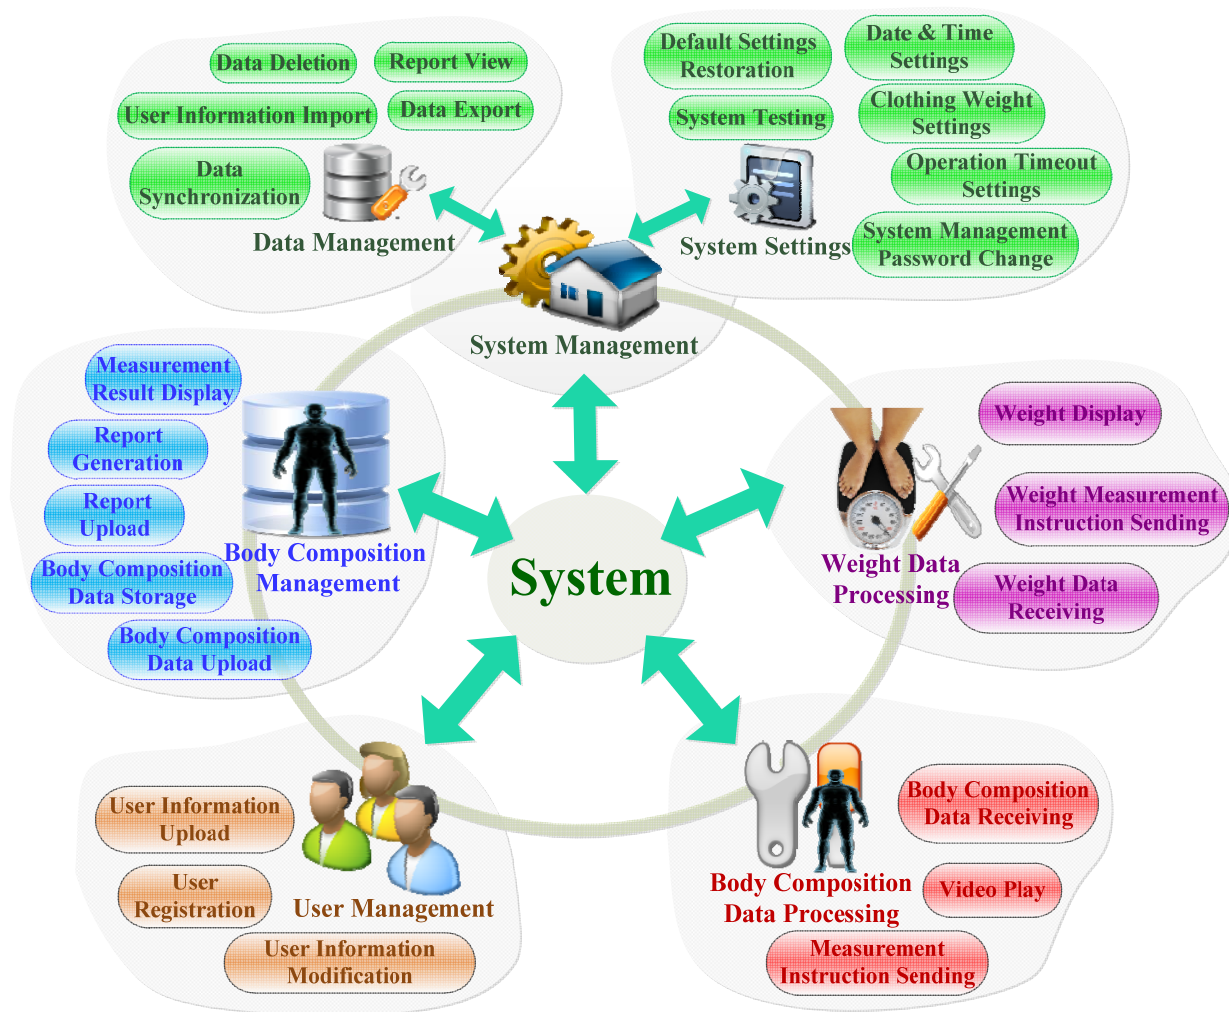 Data Deletion
Report View
User Information Import
Data Export
Data
Synchronization
Data Management
Default Settings
Restoration
Date & Time
Settings
System Testing
Clothing Weight
Settings
Operation Timeout
Settings
System Settings
System Management
Password Change
System Management
Measurement
Result Display
Report
Generation
Report
Upload
Body Composition
Data Storage
Body Composition
Data Upload
Body Composition
Management
System
Weight Display
Weight Measurement
Instruction Sending
Weight Data
Receiving
Weight Data
Processing
User Information
Upload
User
Registration
User Information
Modification
User Management
Body Composition
Data Receiving
Video Play
Measurement
Instruction Sending
Body Composition
Data Processing